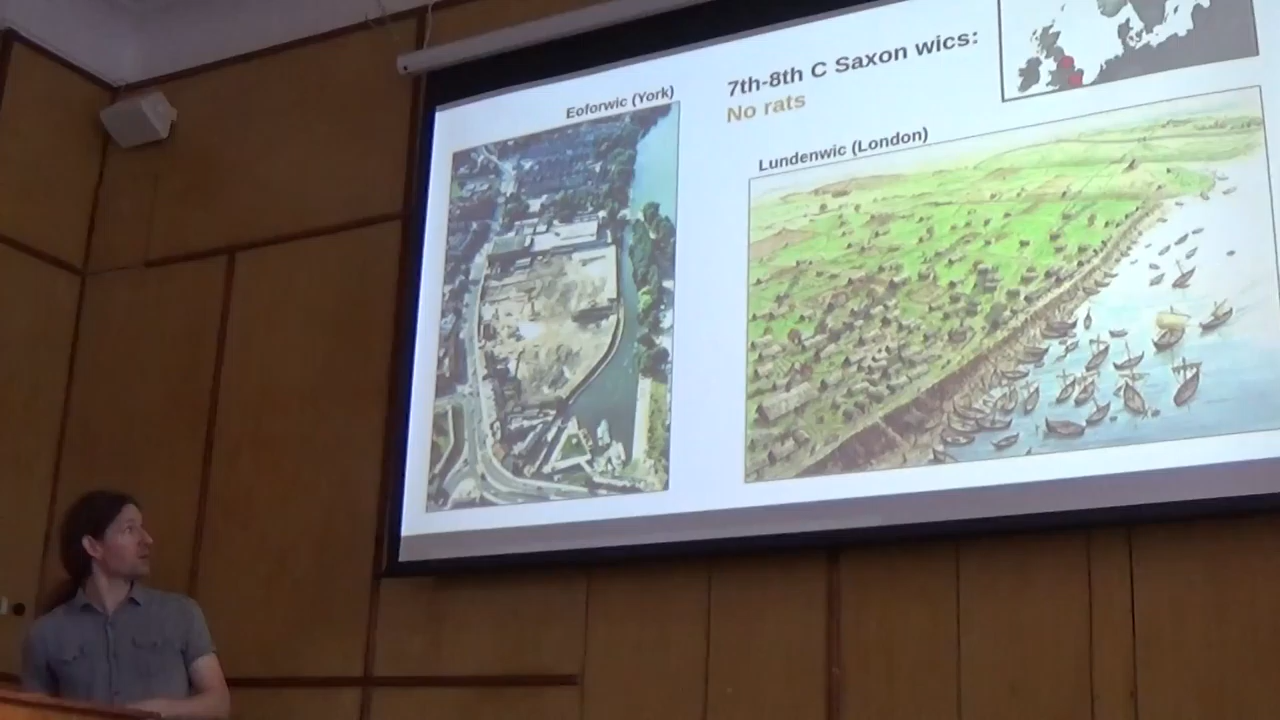 Eoforwic (York)
7th-8th C Saxon wics:
No rats
Lundenwic (London)